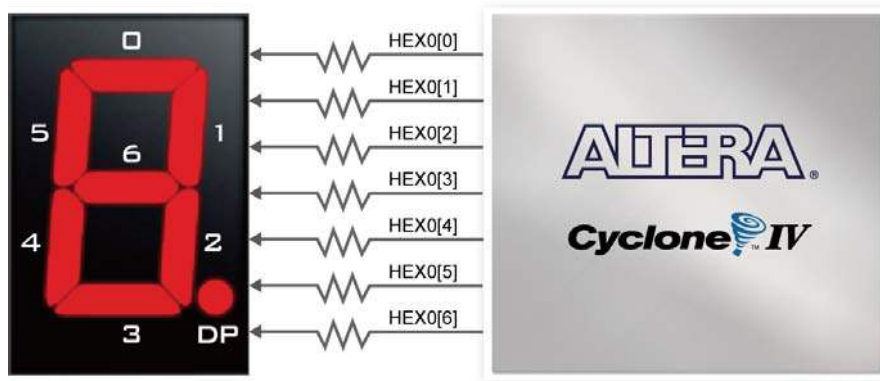 0
5
1
6
4
2
3
DP
HEX0[0]
HEX0[1]
HEX0[2]
HEX0[3]
HEX0[4]
HEX0[5]
HEX0[6]
ALTERA®
Cyclone™ IV